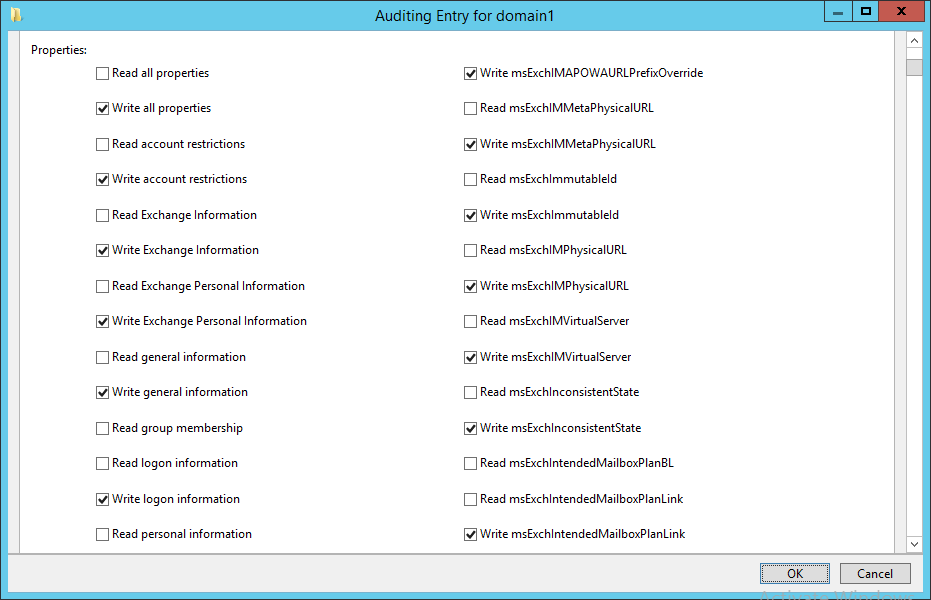 Auditing Entry for domain1
Properties:
Read all properties
Write all properties
Read account restrictions
Write account restrictions
Read Exchange Information
Write Exchange Information
Read Exchange Personal Information
Write Exchange Personal Information
Read general information
Write general information
Read group membership
Read logon information
Write logon information
Read personal information
Write msExchIMAPOWAURLPrefixOverride
Read msExchIMMetaPhysicalURL
Write msExchIMMetaPhysicalURL
Read msExchImmutableId
Write msExchImmutableId
Read msExchIMPhysicalURL
Write msExchIMPhysicalURL
Read msExchIMVirtualServer
Write msExchIMVirtualServer
Read msExchInconsistentState
Write msExchInconsistentState
Read msExchIntendedMailboxPlanBL
Read msExchIntendedMailboxPlanLink
Write msExchIntendedMailboxPlanLink
OK
Cancel